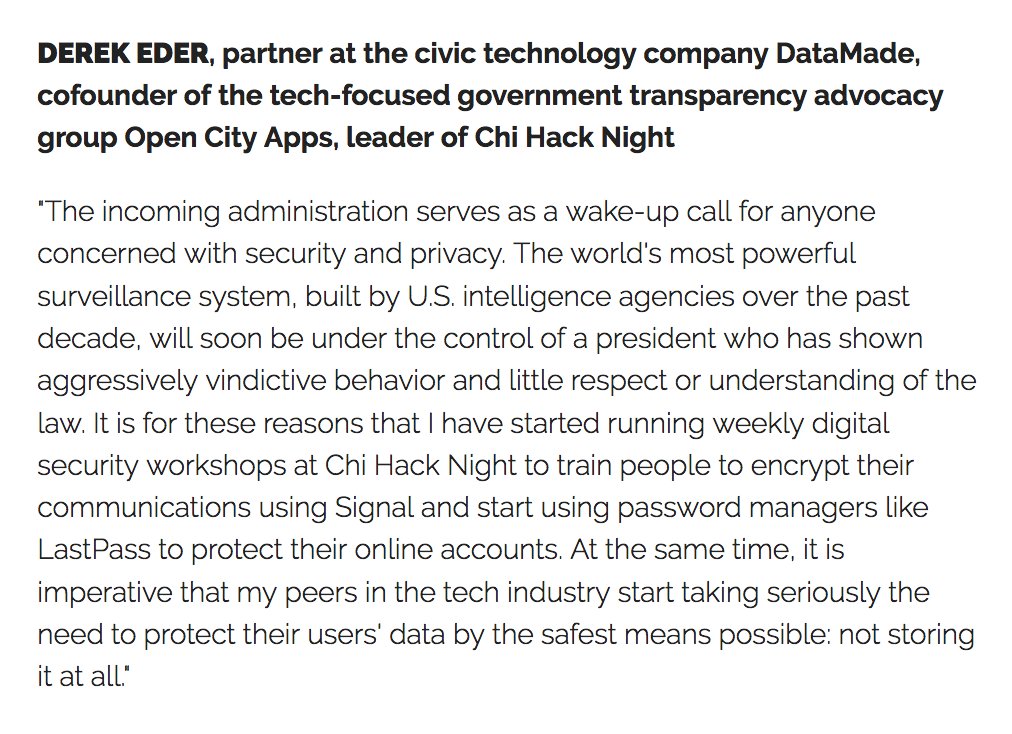 DEREK EDER, partner at the civic technology company DataMade,
cofounder of the tech-focused government transparency advocacy
group Open City Apps, leader of Chi Hack Night
"The incoming administration serves as a wake-up call for anyone
concerned with security and privacy. The world's most powerful
surveillance system, built by U.S. intelligence agencies over the past
decade, will soon be under the control of a president who has shown
aggressively vindictive behavior and little respect or understanding of the
law. It is for these reasons that I have started running weekly digital
security workshops at Chi Hack Night to train people to encrypt their
communications using Signal and start using password managers like
LastPass to protect their online accounts. At the same time, it is
imperative that my peers in the tech industry start taking seriously the
need to protect their users' data by the safest means possible: not storing
it at all."